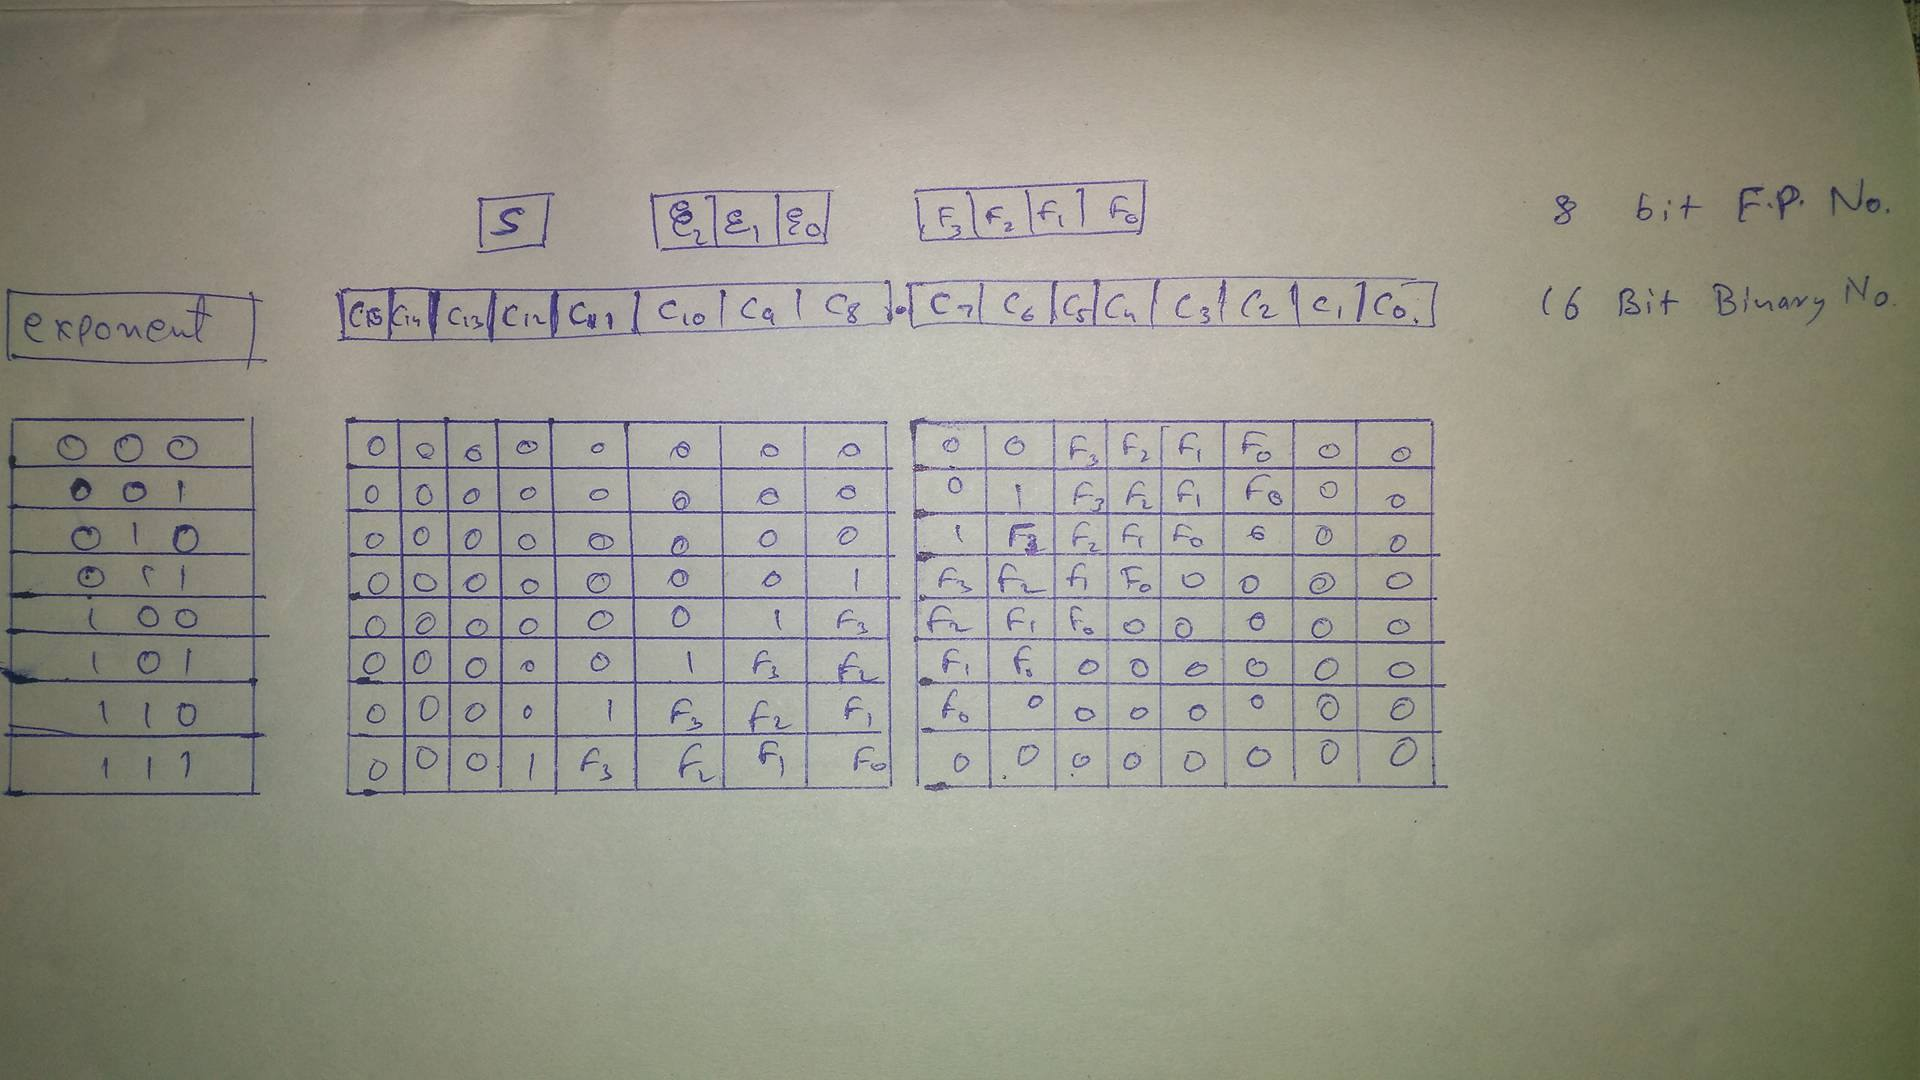 S E₂ E₁ E₀ F₃ F₂ F₁ F₀ 8 bit F.P. No.
exponent C₁₅ C₁₄ C₁₃ C₁₂ C₁₁ C₁₀ C₉ C₈ . C₇ C₆ C₅ C₄ C₃ C₂ C₁ C₀ 16 Bit Binary No.
0 0 0 0 0 0 0 0 0 0 0 0 0 F₃ F₂ F₁ F₀ 0 0
0 0 1 0 0 0 0 0 0 0 0 0 1 F₃ F₂ F₁ F₀ 0 0
0 1 0 0 0 0 0 0 0 0 0 1 F₃ F₂ F₁ F₀ 0 0 0
0 1 1 0 0 0 0 0 0 0 1 F₃ F₂ F₁ F₀ 0 0 0 0
1 0 0 0 0 0 0 0 0 1 F₃ F₂ F₁ F₀ 0 0 0 0 0
1 0 1 0 0 0 0 0 1 F₃ F₂ F₁ F₀ 0 0 0 0 0 0
1 1 0 0 0 0 0 1 F₃ F₂ F₁ F₀ 0 0 0 0 0 0 0
1 1 1 0 0 0 1 F₃ F₂ F₁ F₀ 0 0 0 0 0 0 0 0